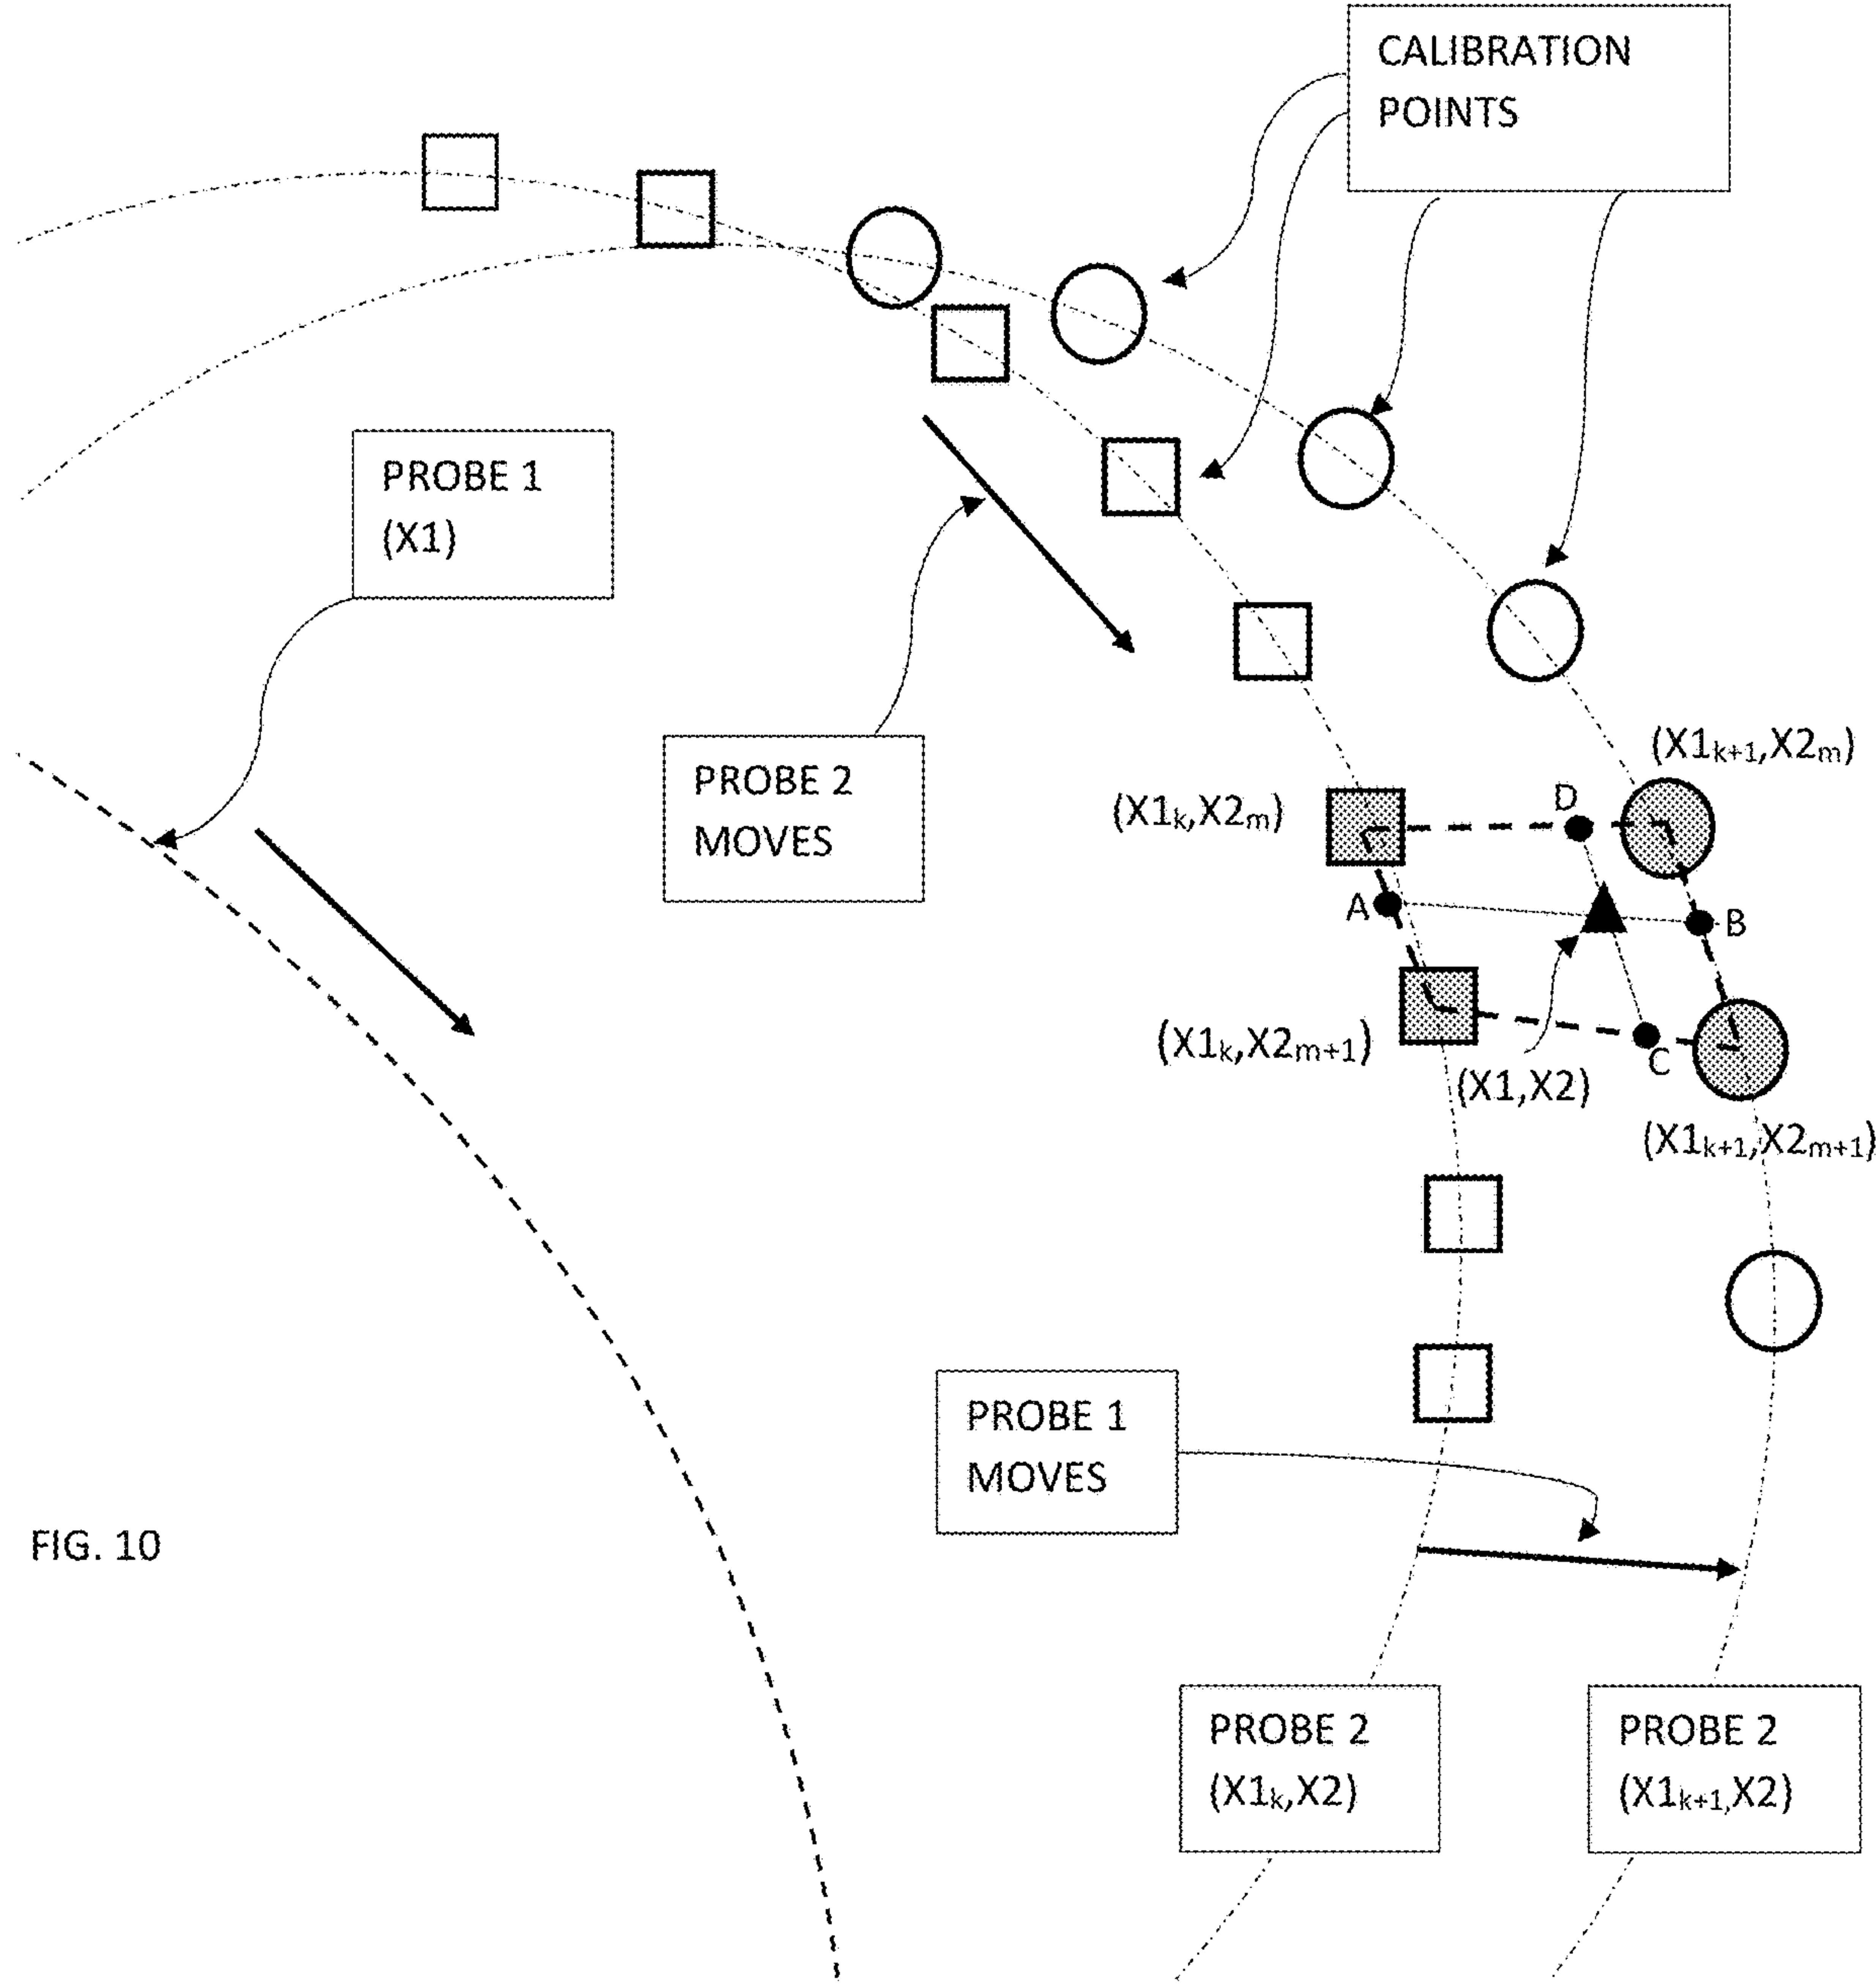 CALIBRATION
POINTS
PROBE 1
(X1)
PROBE 2
MOVES
(X1k+1,X2m)
(X1k,X2m)
D
A
B
(X1k,X2m+1)
C
(X1,X2)
(X1k+1,X2m+1)
PROBE 1
MOVES
FIG. 10
PROBE 2
(X1k,X2)
PROBE 2
(X1k+1,X2)